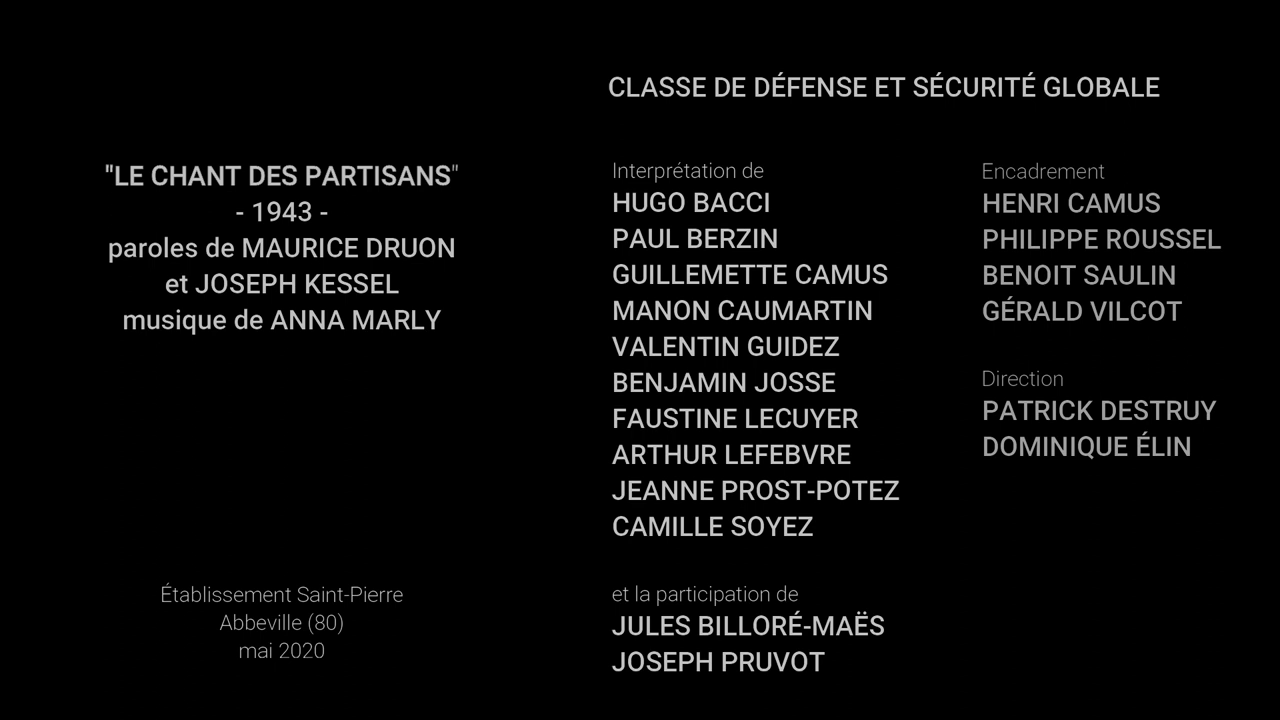 CLASSE DE DÉFENSE ET SÉCURITÉ GLOBALE
"LE CHANT DES PARTISANS"
- 1943 -
paroles de MAURICE DRUON
et JOSEPH KESSEL
musique de ANNA MARLY
Établissement Saint-Pierre
Abbeville (80)
mai 2020
Interprétation de
HUGO BACCI
PAUL BERZIN
GUILLEMETTE CAMUS
MANON CAUMARTIN
VALENTIN GUIDEZ
BENJAMIN JOSSE
FAUSTINE LECUYER
ARTHUR LEFEBVRE
JEANNE PROST-POTEZ
CAMILLE SOYEZ
et la participation de
JULES BILLORÉ-MAËS
JOSEPH PRUVOT
Encadrement
HENRI CAMUS
PHILIPPE ROUSSEL
BENOIT SAULIN
GÉRALD VILCOT
Direction
PATRICK DESTRUY
DOMINIQUE ÉLIN